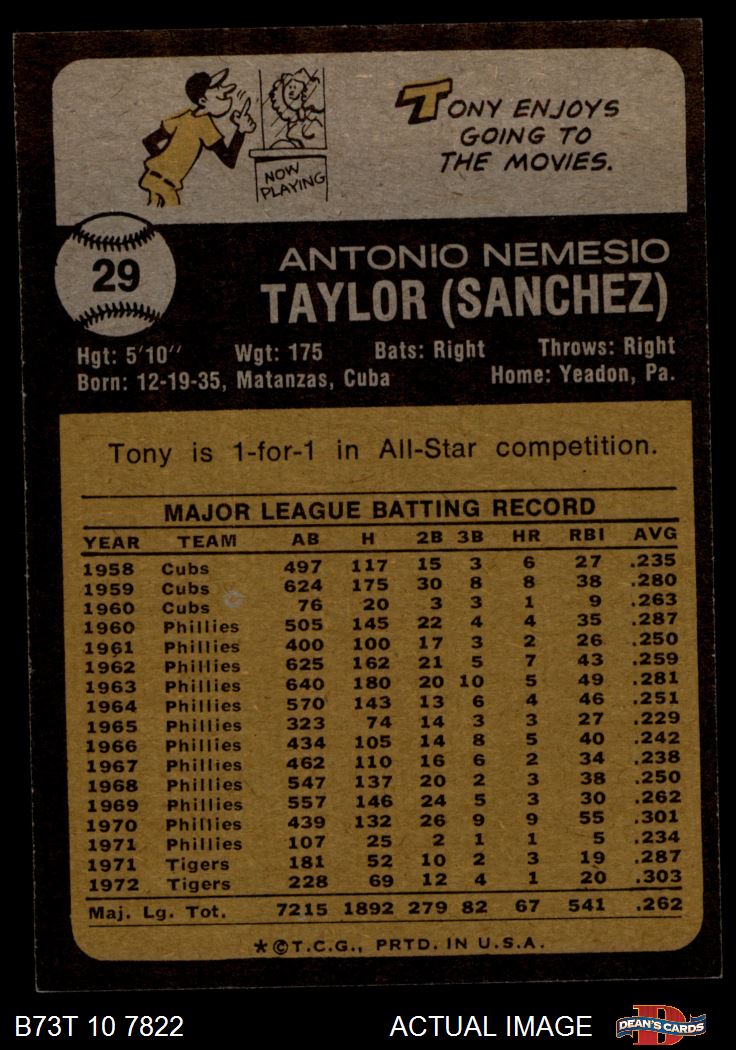 TONY ENJOYS
GOING TO
THE MOVIES.
NOW
PLAYING
29
ANTONIO NEMESIO
TAYLOR (SANCHEZ)
Hgt: 5'10" Wgt: 175 Bats: Right Throws: Right
Born: 12-19-35, Matanzas, Cuba Home: Yeadon, Pa.
Tony is 1-for-1 in All-Star competition.
MAJOR LEAGUE BATTING RECORD
YEAR TEAM AB H 2B 3B HR RBI AVG
1958 Cubs 497 117 15 3 6 27 .235
1959 Cubs 624 175 30 8 8 38 .280
1960 Cubs 76 20 3 3 1 9 .263
1960 Phillies 505 145 22 4 4 35 .287
1961 Phillies 400 100 17 3 2 26 .250
1962 Phillies 625 162 21 5 7 43 .259
1963 Phillies 640 180 20 10 5 49 .281
1964 Phillies 570 143 13 6 4 46 .251
1965 Phillies 323 74 14 3 3 27 .229
1966 Phillies 434 105 14 8 5 40 .242
1967 Phillies 462 110 16 6 2 34 .238
1968 Phillies 547 137 20 2 3 38 .250
1969 Phillies 557 146 24 5 3 30 .262
1970 Phillies 439 132 26 9 9 55 .301
1971 Phillies 107 25 2 1 1 5 .234
1971 Tigers 181 52 10 2 3 19 .287
1972 Tigers 228 69 12 4 1 20 .303
Maj. Lg. Tot. 7215 1892 279 82 67 541 .262
*©T.C.G., PRTD. IN U.S.A.
B73T 10 7822 ACTUAL IMAGE DEAN'S CARDS